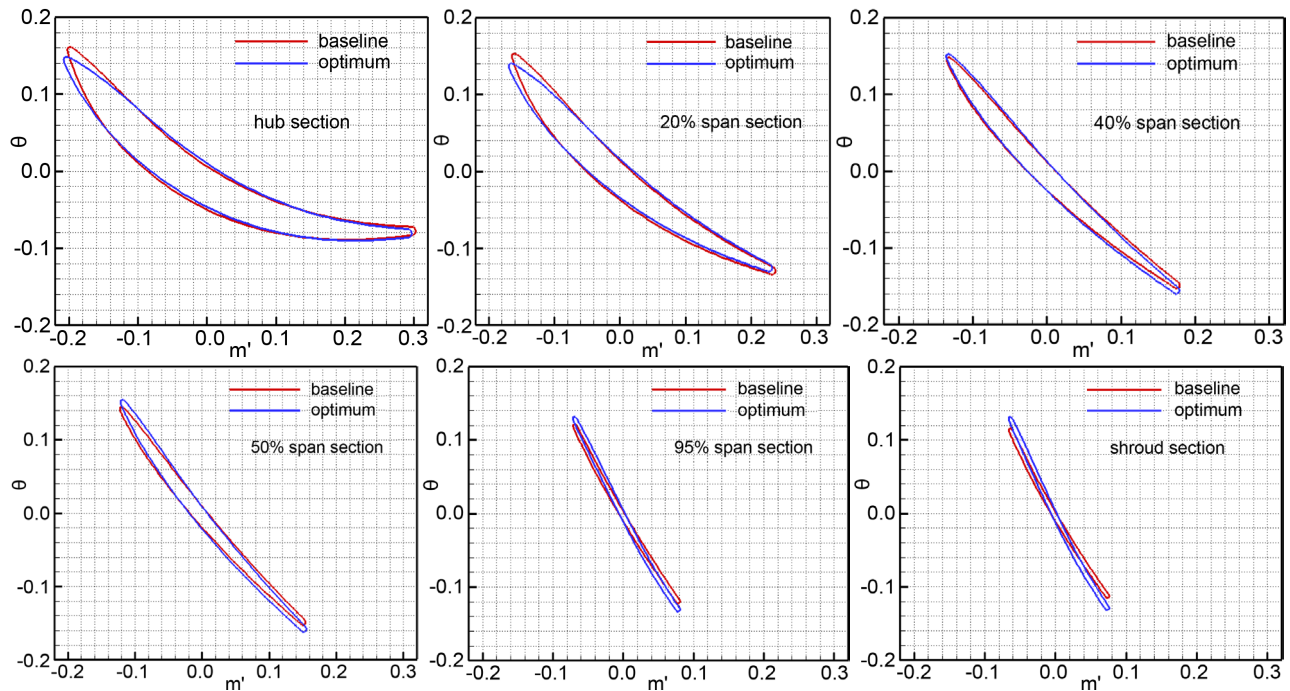 0.2
baseline
optimum
0.1
hub section
θ
0.0
-0.1
-0.2
-0.2 -0.1 0.0 0.1 0.2 0.3
m'
0.2
baseline
optimum
0.1
20% span section
θ
0.0
-0.1
-0.2
-0.2 -0.1 0.0 0.1 0.2 0.3
m'
0.2
baseline
optimum
0.1
40% span section
θ
0.0
-0.1
-0.2
-0.2 -0.1 0.0 0.1 0.2 0.3
m'
0.2
baseline
optimum
0.1
50% span section
θ
0.0
-0.1
-0.2
-0.2 -0.1 0.0 0.1 0.2 0.3
m'
0.2
baseline
optimum
0.1
95% span section
θ
0.0
-0.1
-0.2
-0.2 -0.1 0.0 0.1 0.2 0.3
m'
0.2
baseline
optimum
0.1
shroud section
θ
0.0
-0.1
-0.2
-0.2 -0.1 0.0 0.1 0.2 0.3
m'